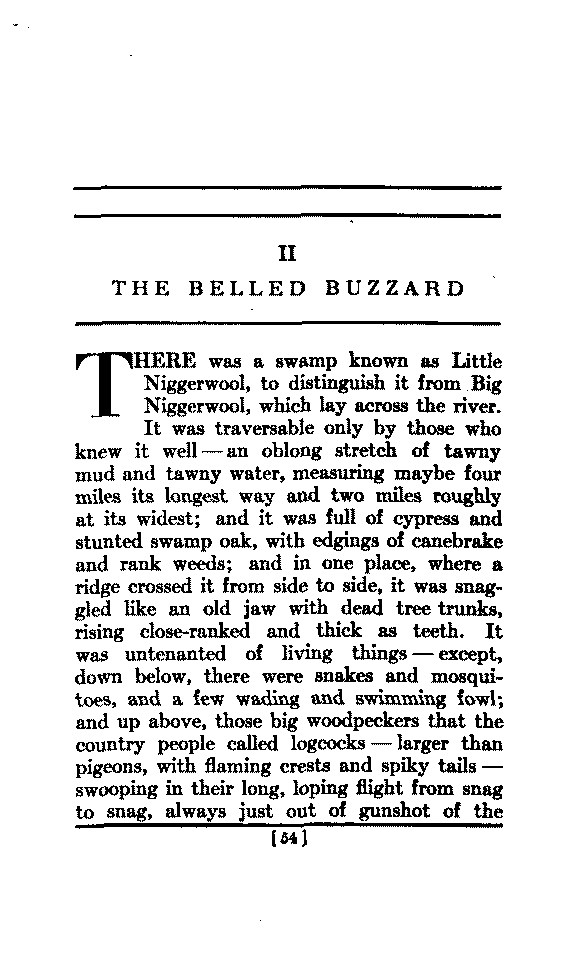 II
THE BELLED BUZZARD
THERE was a swamp known as Little
Niggerwool, to distinguish it from Big
Niggerwool, which lay across the river.
It was traversable only by those who
knew it well — an oblong stretch of tawny
mud and tawny water, measuring maybe four
miles its longest way and two miles roughly
at its widest; and it was full of cypress and
stunted swamp oak, with edgings of canebrake
and rank weeds; and in one place, where a
ridge crossed it from side to side, it was snag-
gled like an old jaw with dead tree trunks,
rising close-ranked and thick as teeth. It
was untenanted of living things — except,
down below, there were snakes and mosqui-
toes, and a few wading and swimming fowl;
and up above, those big woodpeckers that the
country people called logcocks — larger than
pigeons, with flaming crests and spiky tails —
swooping in their long, loping flight from snag
to snag, always just out of gunshot of the
[54]